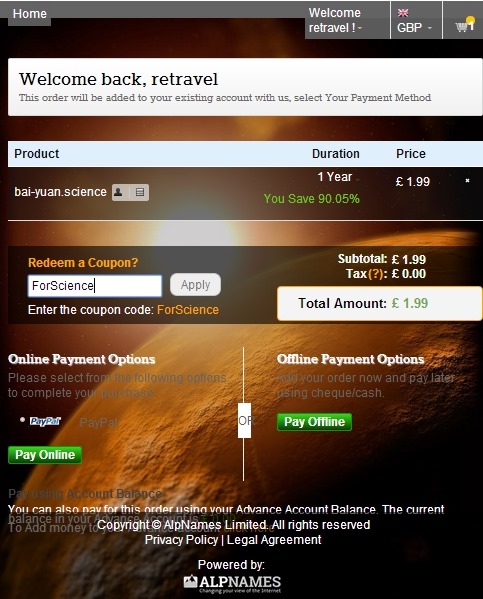 Home
Welcome
retravel !
GBP
1
Welcome back, retravel
This order will be added to your existing account with us, select Your Payment Method
Product Duration Price
bai-yuan.science
1 Year
£ 1.99
×
You Save 90.05%
Redeem a Coupon?
ForScience
Apply
Enter the coupon code: ForScience
Subtotal: £ 1.99
Tax(?): £ 0.00
Total Amount: £ 1.99
Online Payment Options
Please select from the following options
to complete your purchase
PayPal PayPal
Pay Online
OR
Offline Payment Options
Add your order now and pay later
using cheque/cash.
Pay Offline
Pay using Account Balance
You can also pay for this order using your Advance Account Balance. The current
balance in your Advance Account is
To Add money to your
Copyright © AlpNames Limited. All rights reserved
Privacy Policy | Legal Agreement
Powered by:
ALPNAMES
Changing your view of the Internet